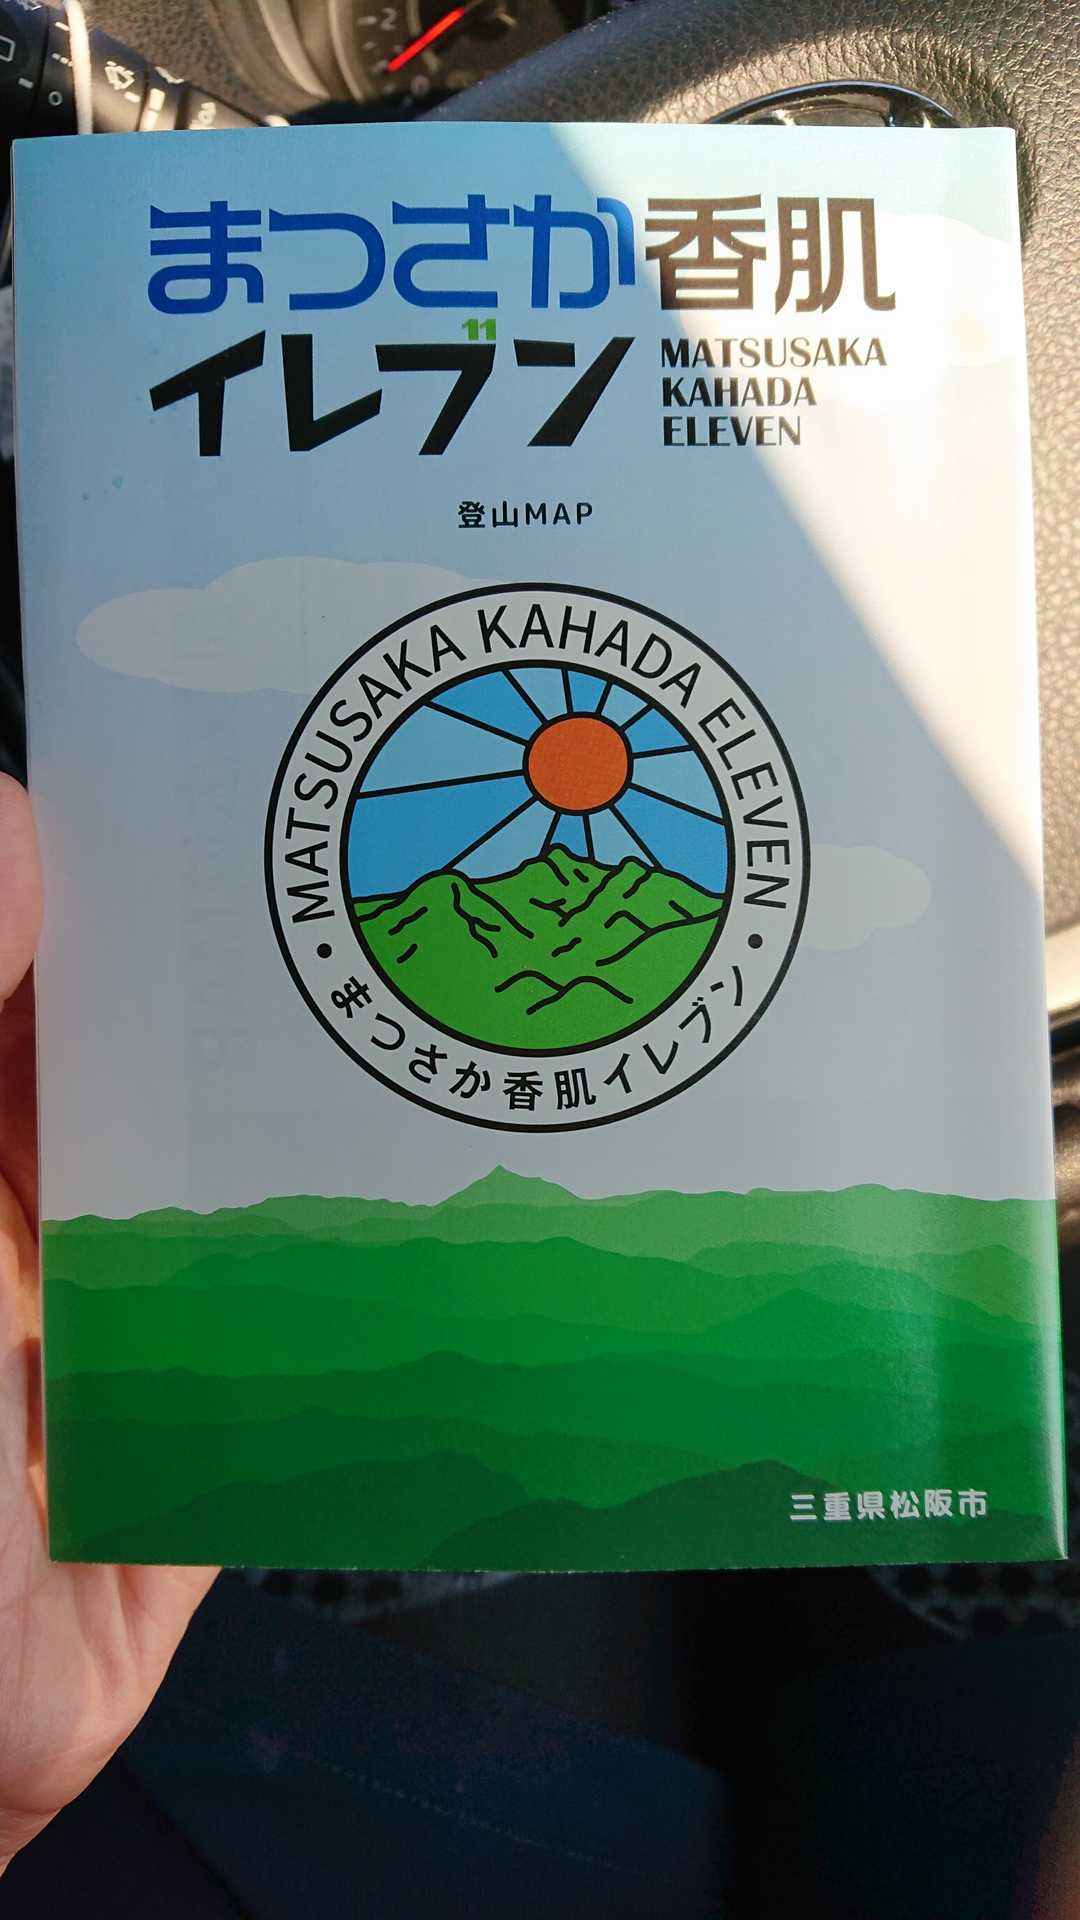 まつさか香肌
イレブン
11
MATSUSAKA
KAHADA
ELEVEN
登山MAP
MATSUSAKA KAHADA ELEVEN
まつさか香肌イレブン
三重県松阪市